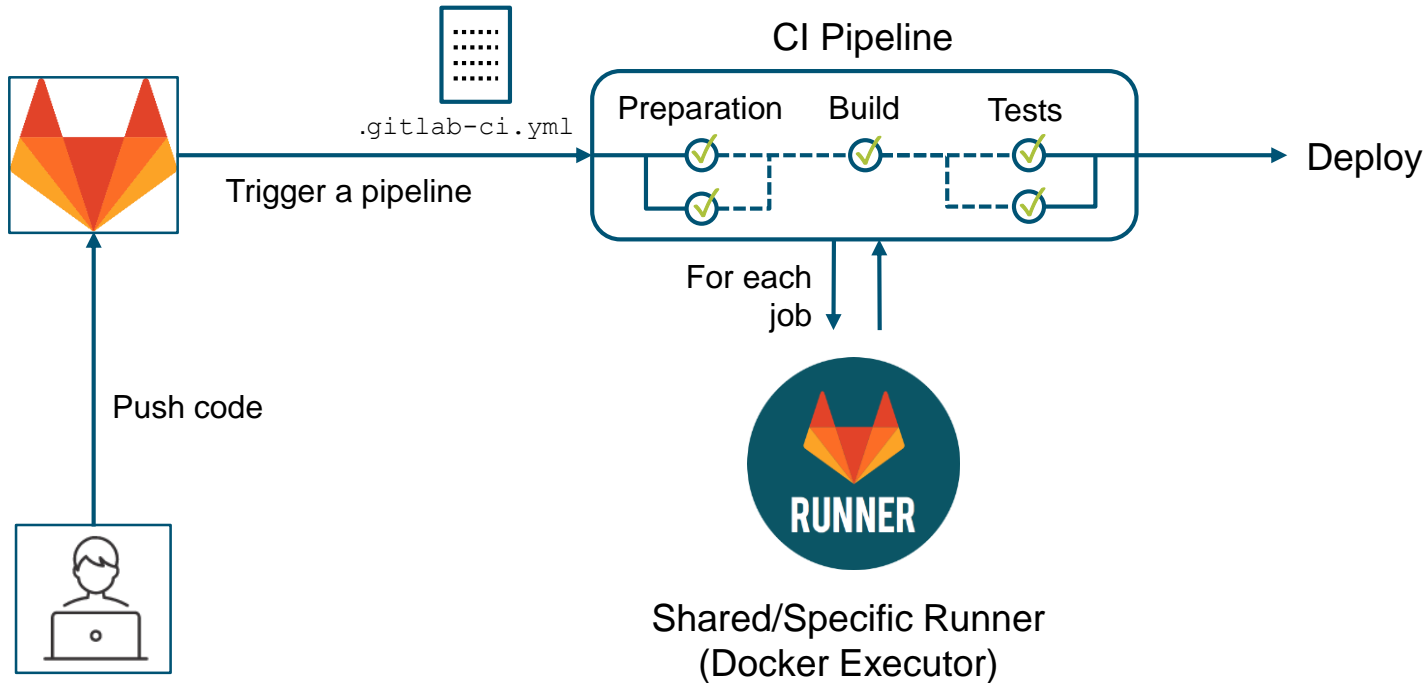 CI Pipeline
Preparation
Build
Tests
.gitlab-ci.yml
Trigger a pipeline
Deploy
For each
job
Push code
RUNNER
Shared/Specific Runner
(Docker Executor)